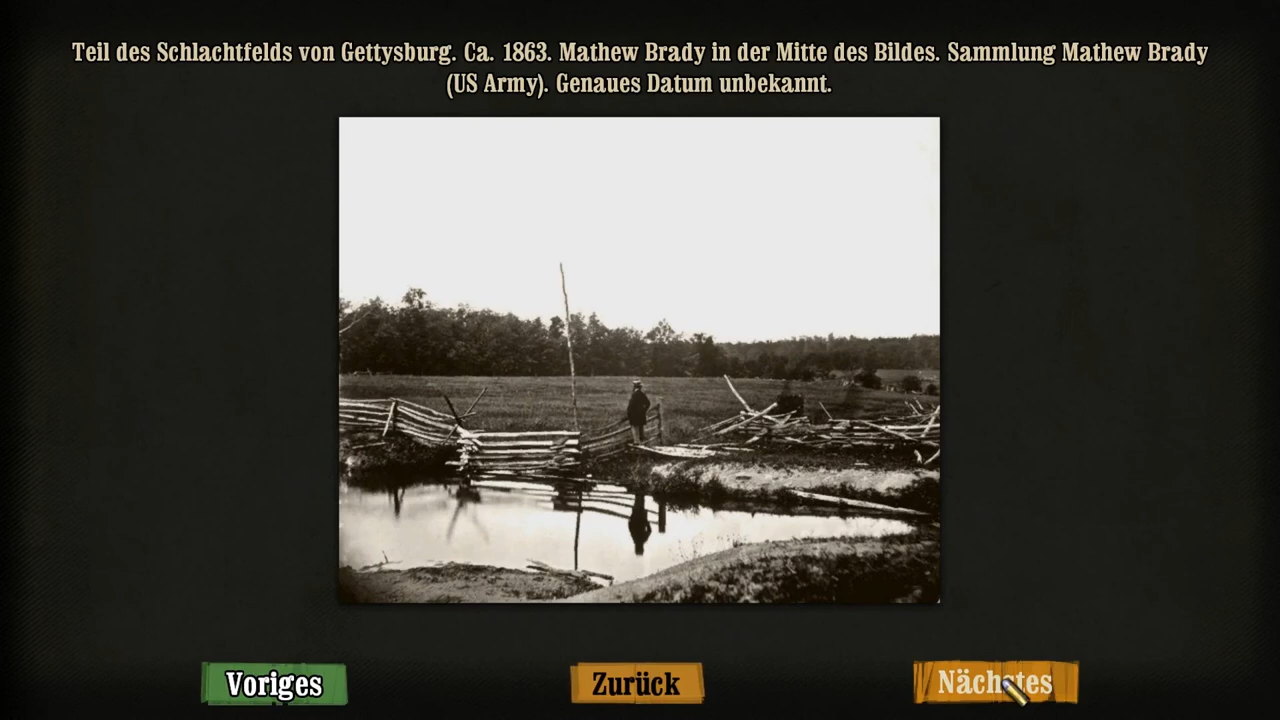 Teil des Schlachtfelds von Gettysburg. Ca. 1863. Mathew Brady in der Mitte des Bildes. Sammlung Mathew Brady
(US Army). Genaues Datum unbekannt.
Voriges
Zurück
Nächstes